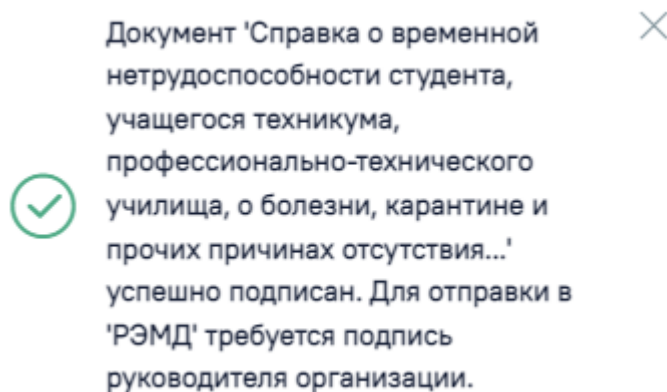 Документ 'Справка о временной
нетрудоспособности студента,
учащегося техникума,
профессионально-технического
училища, о болезни, карантине и
прочих причинах отсутствия...'
успешно подписан. Для отправки в
'РЭМД' требуется подпись
руководителя организации.